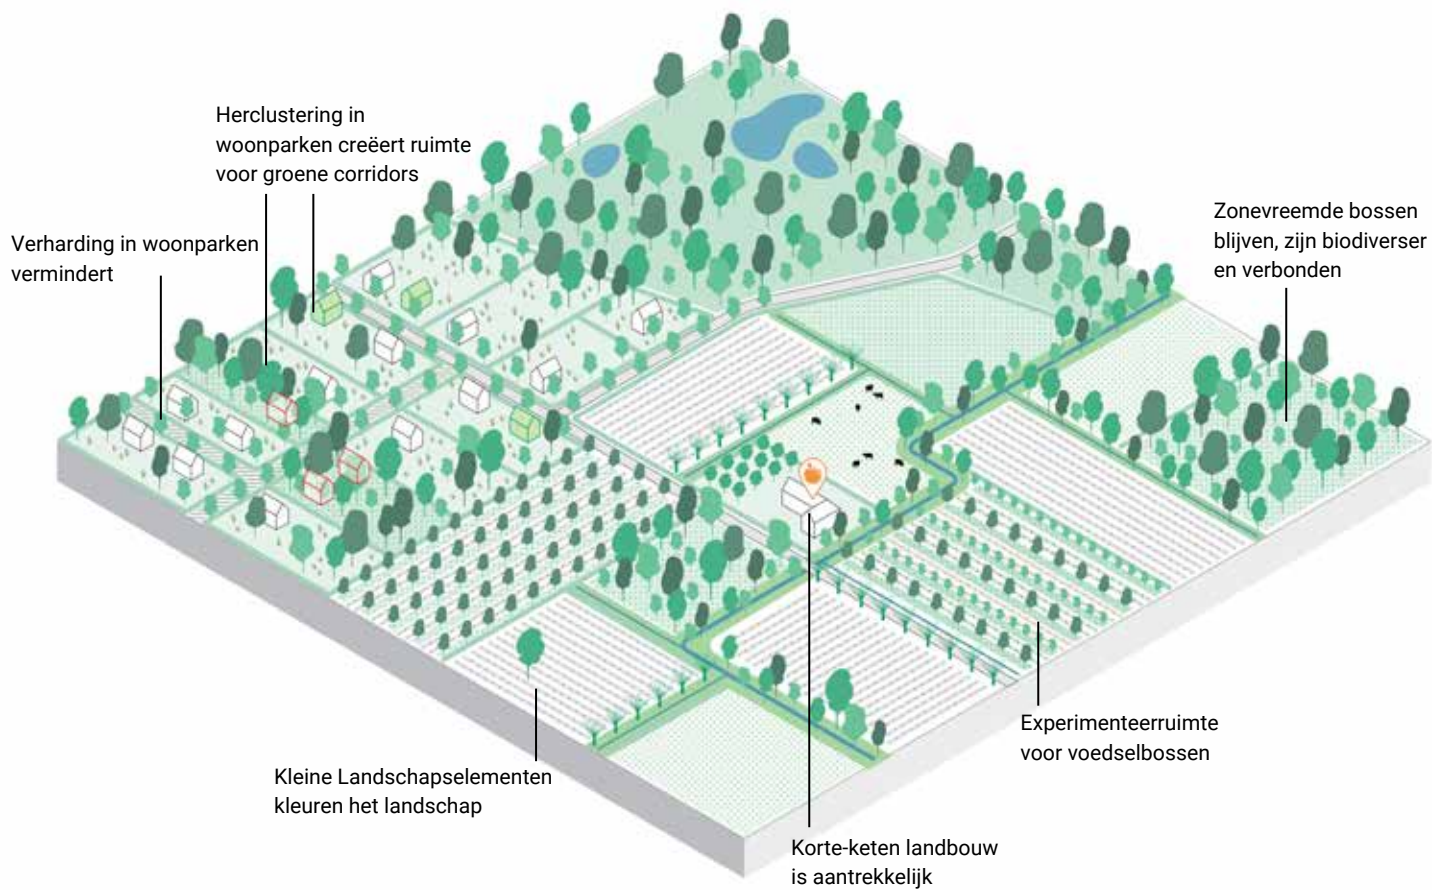 Herclustering in
woonparken creëert ruimte
voor groene corridors
Verharding in woonparken
vermindert
Zonevreemde bossen
blijven, zijn biodiverser
en verbonden
Experimenteerruimte
voor voedselbossen
Kleine Landschapselementen
kleuren het landschap
Korte-keten landbouw
is aantrekkelijk